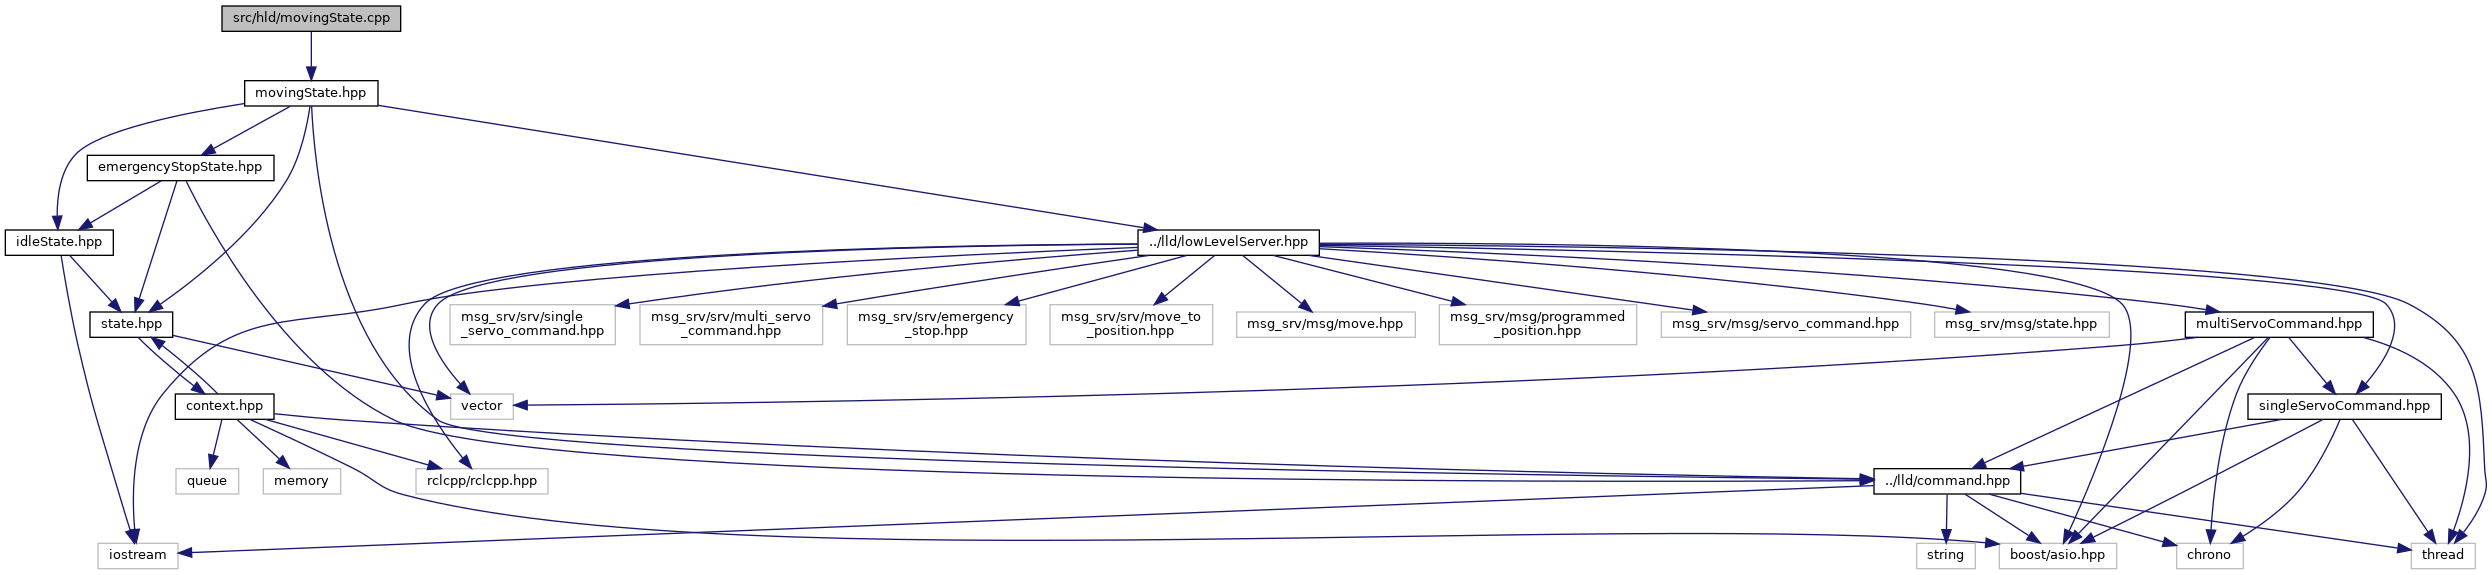 src/hld/movingState.cpp
movingState.hpp
emergencyStopState.hpp
idleState.hpp
../lld/lowLevelServer.hpp
state.hpp
msg_srv/srv/single
_servo_command.hpp
msg_srv/srv/multi_servo
_command.hpp
msg_srv/srv/emergency
_stop.hpp
msg_srv/srv/move_to
_position.hpp
msg_srv/msg/move.hpp
msg_srv/msg/programmed
_position.hpp
msg_srv/msg/servo_command.hpp
msg_srv/msg/state.hpp
multiServoCommand.hpp
context.hpp
vector
singleServoCommand.hpp
queue
memory
rclcpp/rclcpp.hpp
../lld/command.hpp
iostream
string
boost/asio.hpp
chrono
thread